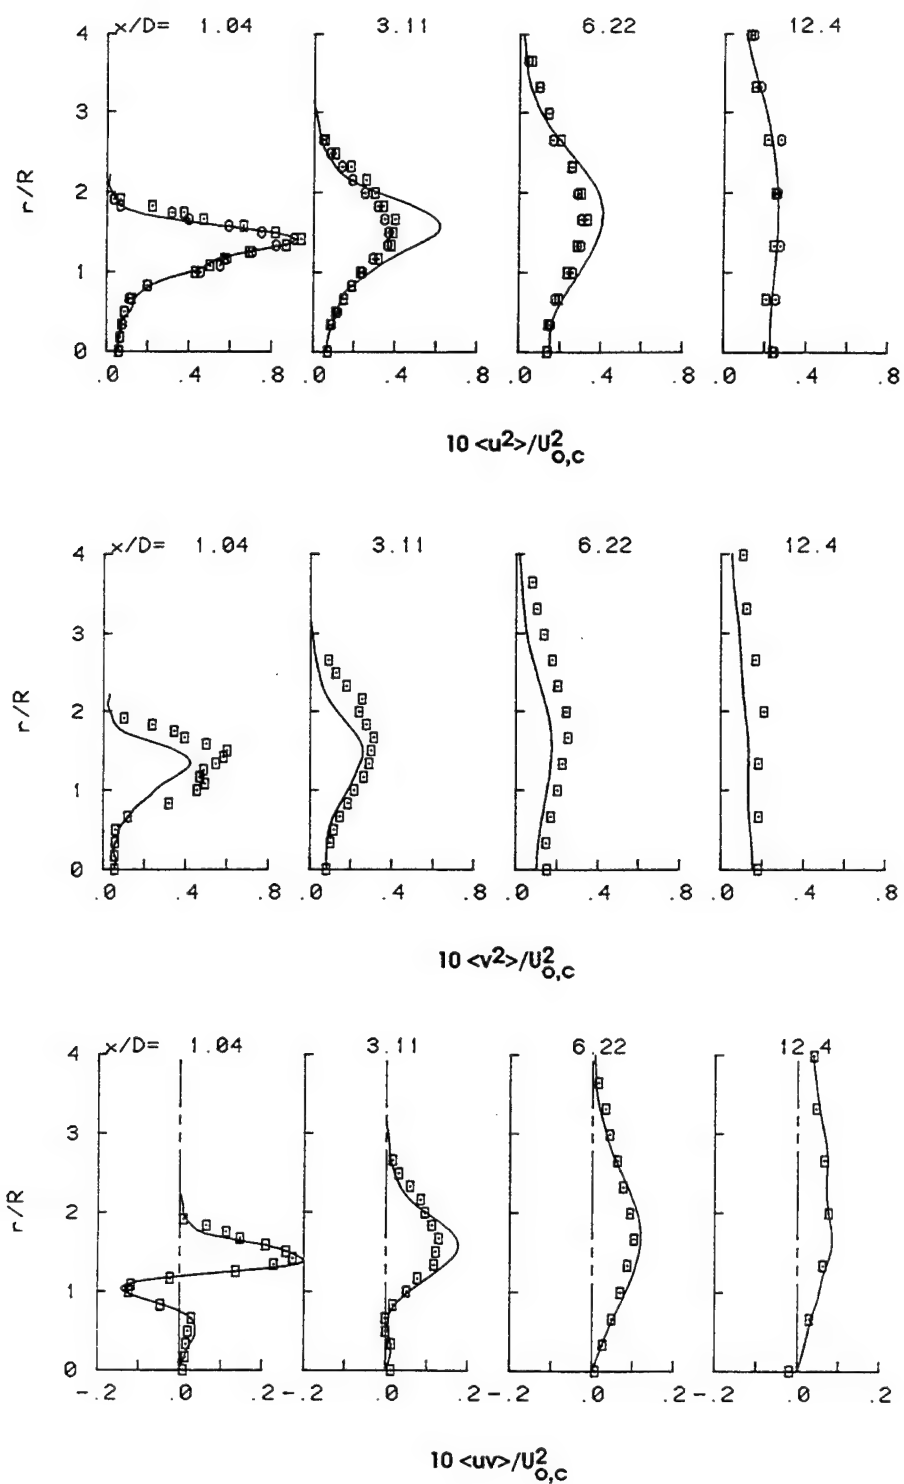 x/D= 1.04 3.11 6.22 12.4
4
3
r/R
2
1
0
.0 .4 .8 .0 .4 .8 .0 .4 .8 .0 .4 .8
10 <u²>/U²o,c
x/D= 1.04 3.11 6.22 12.4
4
3
r/R
2
1
0
.0 .4 .8 .0 .4 .8 .0 .4 .8 .0 .4 .8
10 <v²>/U²o,c
x/D= 1.04 3.11 6.22 12.4
4
3
r/R
2
1
0
-.2 .0 .2 -.2 .0 .2 -.2 .0 .2 -.2 .0 .2
10 <uv>/U²o,c